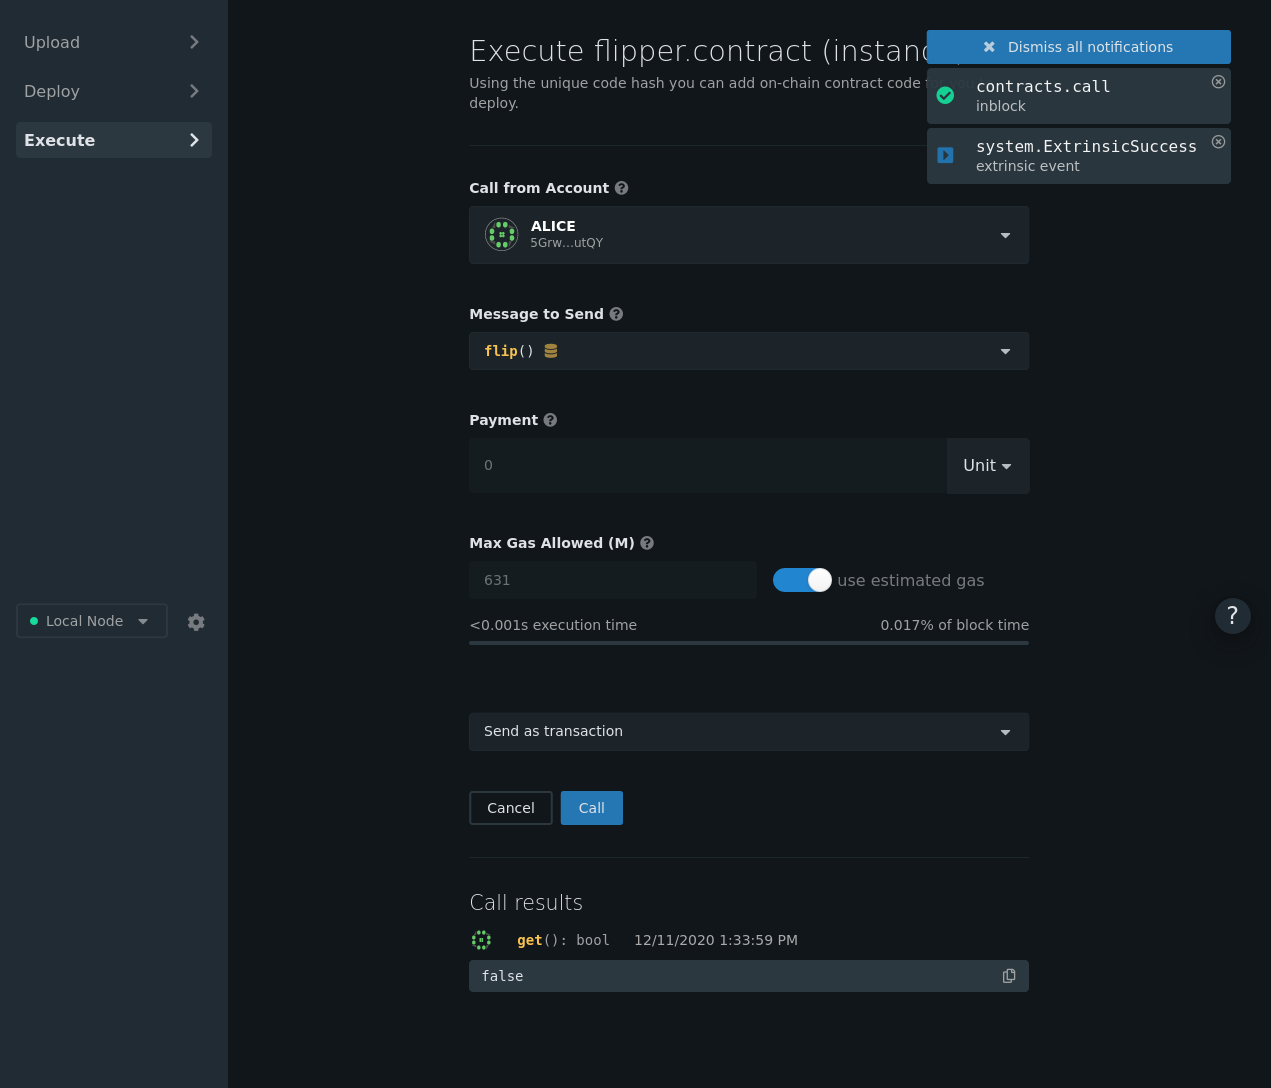 Upload
Deploy
Execute
Local Node
Execute flipper.contract (instanc
Using the unique code hash you can add on-chain contract code for you
deploy.
Dismiss all notifications
contracts.call
inblock
system.ExtrinsicSuccess
extrinsic event
Call from Account ?
ALICE
5Grw…utQY
Message to Send ?
flip()
Payment ?
0
Unit
Max Gas Allowed (M) ?
631
use estimated gas
<0.001s execution time
0.017% of block time
?
Send as transaction
Cancel
Call
Call results
get(): bool
12/11/2020 1:33:59 PM
false